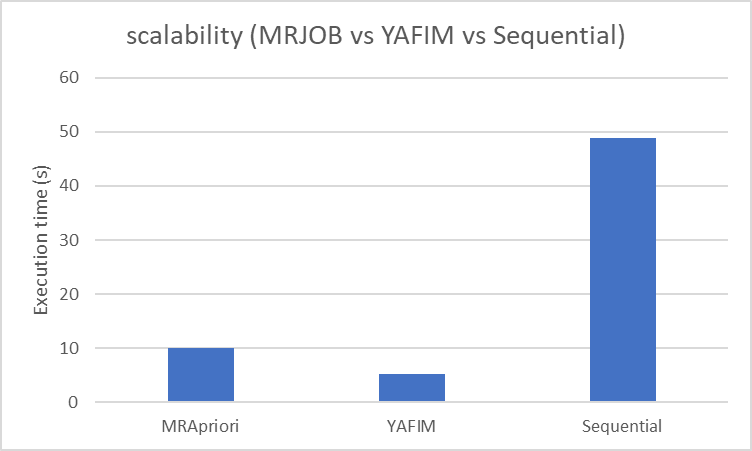 scalability (MRJOB vs YAFIM vs Sequential)
Execution time (s)
60
50
40
30
20
10
0
MRApriori YAFIM Sequential